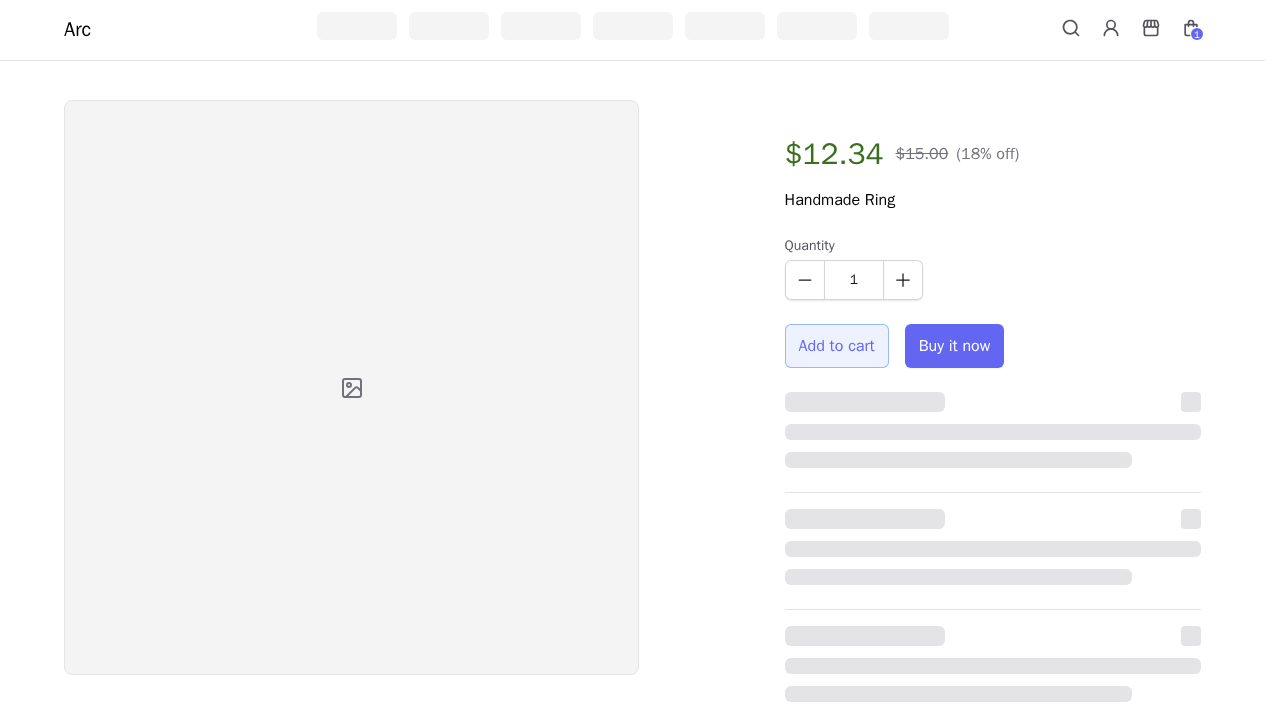 Arc
1
$12.34 $15.00 (18% off)
Handmade Ring
Quantity
1
Add to cart Buy it now